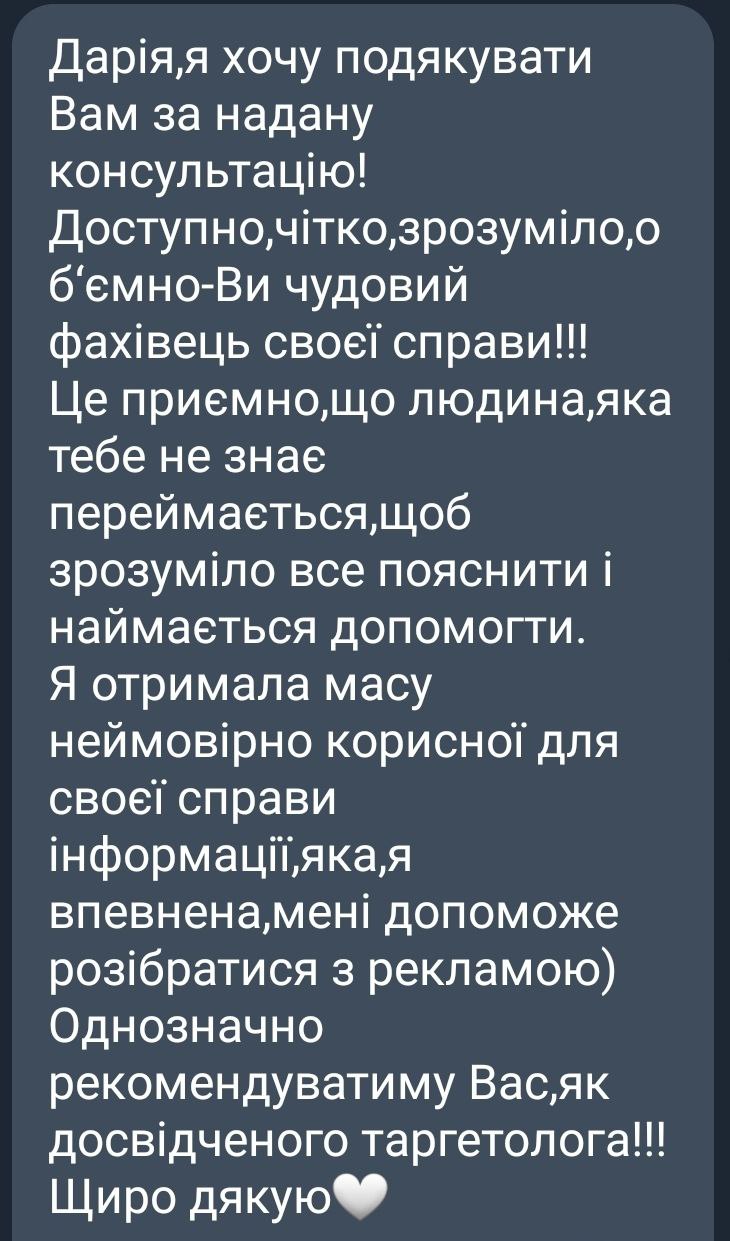 Дарія,я хочу подякувати
Вам за надану
консультацію!
Доступно,чітко,зрозуміло,о
б‘ємно-Ви чудовий
фахівець своєї справи!!!
Це приємно,що людина,яка
тебе не знає
переймається,щоб
зрозуміло все пояснити і
наймається допомогти.
Я отримала масу
неймовірно корисної для
своєї справи
інформації,яка,я
впевнена,мені допоможе
розібратися з рекламою)
Однозначно
рекомендуватиму Вас,як
досвідченого таргетолога!!!
Щиро дякую🤍